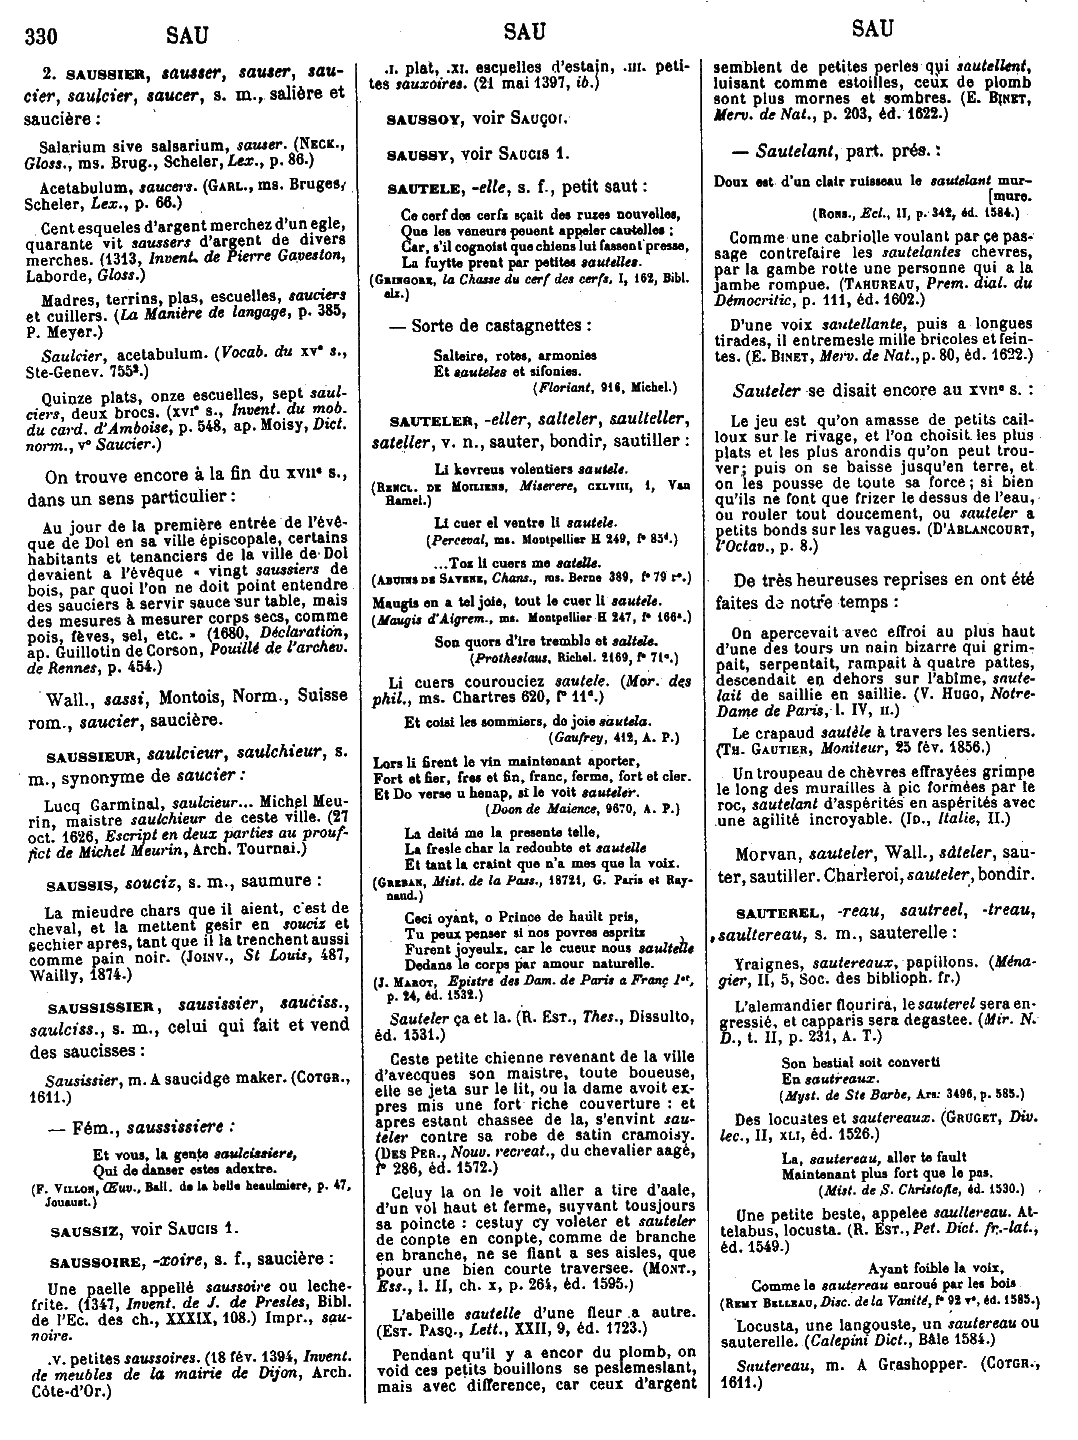 330 SAU SAU SAU
2. SAUSSIER, sausser, sauser, sau-
cier, saulcier, saucer, s. m., salière et
saucière :
Salarium sive salsarium, sauser. (NECK.,
Gloss., ms. Brug., Scheler, Lex., p. 86.)
Acetabulum, saucers. (GARL., ms. Bruges,
Scheler, Lex., p. 66.)
Cent esqueles d'argent merchez d'un egle,
quarante vit saussers d'argent de divers
merches. (1313, Invent. de Pierre Gaveston,
Laborde, Gloss.)
Madres, terrins, plas, escuelles, sauciers
et cuillers. (La Manière de langage, p. 385,
P. Meyer.)
Saulcier, acetabulum. (Vocab. du XVe s.,
Ste-Genev. 755².)
Quinze plats, onze escuelles, sept saul-
ciers, deux brocs. (XVIe s., Invent. du mob.
du card. d'Amboise, p. 548, ap. Moisy, Dict.
norm., v° Saucier.)
On trouve encore à la fin du XVIIe s.,
dans un sens particulier :
Au jour de la première entrée de l'évê-
que de Dol en sa ville épiscopale, certains
habitants et tenanciers de la ville de Dol
devaient a l'évêque « vingt saussiers de
bois, par quoi l'on ne doit point entendre
des sauciers à servir sauce sur table, mais
des mesures à mesurer corps secs, comme
pois, fèves, sel, etc. » (1680, Déclaration,
ap. Guillotin de Corson, Pouillé de l'archev.
de Rennes, p. 454.)
Wall., sassi, Montois, Norm., Suisse
rom., saucier, saucière.
SAUSSIEUR, saulcieur, saulchieur, s.
m., synonyme de saucier :
Lucq Garminal, saulcieur... Michel Meu-
rin, maistre saulchieur de ceste ville. (27
oct. 1626, Escript en deux parties au prouf-
fict de Michel Meurin, Arch. Tournai.)
SAUSSIS, souciz, s. m., saumure :
La mieudre chars que il aient, c'est de
cheval, et la mettent gesir en souciz et
sechier apres, tant que il la trenchent aussi
comme pain noir. (JOINV., St Louis, 487,
Wailly, 1874.)
SAUSSISSIER, sausissier, sauciss.,
saulciss., s. m., celui qui fait et vend
des saucisses :
Sausissier, m. A saucidge maker. (COTGR.,
1611.)
— Fém., saussissiere :
Et vous, la gente saulcissiere,
Qui de danser estes adextre.
(F. VILLON, Œuv., Ball. de la belle heaulmiere, p. 47,
Jouaust.)
SAUSSIZ, voir SAUGIS 1.
SAUSSOIRE, -xoire, s. f., saucière :
Une paelle appellé saussoire ou leche-
frite. (1347, Invent. de J. de Presles, Bibl.
de l'Ec. des ch., XXXIX, 108.) Impr., sau-
noire.
.V. petites saussoires. (18 fév. 1394, Invent.
de meubles de la mairie de Dijon, Arch.
Côte-d'Or.)
.I. plat, .XI. escuelles d'estain, .III. peti-
tes sauxoires. (21 mai 1397, ib.)
SAUSSOY, voir SAUÇOI.
SAUSSY, voir SAUCIS 1.
SAUTELE, -elle, s. f., petit saut :
Ce cerf des cerfs sçait des ruzes nouvelles,
Que les veneurs peuent appeler cautelles ;
Car, s'il cognoist que chiens lui fassent presse,
La fuytte prent par petites sautelles.
(GRINGORE, la Chasse du cerf des cerfs, I, 162, Bibl.
elz.)
— Sorte de castagnettes :
Salteire, rotes, armonies
Et sauteles et sifonies.
(Floriant, 916, Michel.)
SAUTELER, -eller, salteler, saulteller,
sateller, v. n., sauter, bondir, sautiller :
Li kevreus volentiers sautele.
(RENCL. DE MOILIENS, Miserere, CXLVIII, 1, Van
Hamel.)
Li cuer el ventre li sautele.
(Perceval, ms. Montpellier H 249, f° 85d.)
...Toz li cuers me satelle.
(ABUINS DE SAVENE, Chans., ms. Berne 389, f° 79 r°.)
Maugis en a tel joie, tout le cuer li sautele.
(Maugis d'Aigrem., ms. Montpellier H 247, f° 166a.)
Son quors d'ire tremble et saltele.
(Protheslaus, Richel. 2169, f° 71c.)
Li cuers courouciez sautele. (Mor. des
phil., ms. Chartres 620, f° 11d.)
Et coisi les sommiers, de joie sautela.
(Gaufrey, 412, A. P.)
Lors li firent le vin maintenant aporter,
Fort et fier, fres et fin, franc, ferme, fort et cler.
Et Do verse u henap, si le voit sauteler.
(Doon de Maience, 9670, A. P.)
La deité me la presente telle,
La fresle char la redoubte et sautelle
Et tant la craint que n'a mes que la voix.
(GREBAN, Mist. de la Pass., 18721, G. Paris et Ray-
naud.)
Ceci oyant, o Prince de hault pris,
Tu peux penser si nos povres espritz
Furent joyeulx, car le cueur nous saultelle
Dedans le corps par amour naturelle.
(J. MAROT, Epistre des Dam. de Paris a Franç Ier,
p. 24, éd. 1532.)
Sauteler ça et la. (R. EST., Thes., Dissulto,
éd. 1531.)
Ceste petite chienne revenant de la ville
d'avecques son maistre, toute boueuse,
elle se jeta sur le lit, ou la dame avoit ex-
pres mis une fort riche couverture : et
apres estant chassee de la, s'envint sau-
teler contre sa robe de satin cramoisy.
(DES PER., Nouv. recreat., du chevalier aagé,
f° 286, éd. 1572.)
Celuy la on le voit aller a tire d'aale,
d'un vol haut et ferme, suyvant tousjours
sa poincte : cestuy cy voleter et sauteler
de conpte en conpte, comme de branche
en branche, ne se fiant a ses aisles, que
pour une bien courte traversee. (MONT.,
Ess., l. II, ch. X, p. 264, éd. 1595.)
L'abeille sautelle d'une fleur a autre.
(EST. PASQ., Lett., XXII, 9, éd. 1723.)
Pendant qu'il y a encor du plomb, on
void ces petits bouillons se peslemeslant,
mais avec difference, car ceux d'argent
semblent de petites perles qui sautellent,
luisant comme estoilles, ceux de plomb
sont plus mornes et sombres. (E. BINET,
Merv. de Nat., p. 203, éd. 1622.)
— Sautelant, part. prés. :
Doux est d'un clair ruisseau le sautelant mur-
[mure.
(RONS., Ecl., II, p. 342, éd. 1584.)
Comme une cabriolle voulant par ce pas-
sage contrefaire les sautelantes chevres,
par la gambe rotte une personne qui a la
jambe rompue. (TAHUREAU, Prem. dial. du
Démocritic, p. 111, éd. 1602.)
D'une voix sautellante, puis a longues
tirades, il entremesle mille bricoles et fein-
tes. (E. BINET, Merv. de Nat., p. 80, éd. 1622.)
Sauteler se disait encore au XVIIe s. :
Le jeu est qu'on amasse de petits cail-
loux sur le rivage, et l'on choisit les plus
plats et les plus arondis qu'on peut trou-
ver; puis on se baisse jusqu'en terre, et
on les pousse de toute sa force ; si bien
qu'ils ne font que frizer le dessus de l'eau,
ou rouler tout doucement, ou sauteler a
petits bonds sur les vagues. (D'ABLANCOURT,
l'Octav., p. 8.)
De très heureuses reprises en ont été
faites de notre temps :
On apercevait avec effroi au plus haut
d'une des tours un nain bizarre qui grim-
pait, serpentait, rampait à quatre pattes,
descendait en dehors sur l'abîme, saute-
lait de saillie en saillie. (V. HUGO, Notre-
Dame de Paris, l. IV, II.)
Le crapaud sautèle à travers les sentiers.
(TH. GAUTIER, Moniteur, 25 fév. 1856.)
Un troupeau de chèvres effrayées grimpe
le long des murailles à pic formées par le
roc, sautelant d'aspérités en aspérités avec
une agilité incroyable. (ID., Italie, II.)
Morvan, sauteler, Wall., sâteler, sau-
ter, sautiller. Charleroi, sauteler, bondir.
SAUTEREL, -reau, sautreel, -treau,
saultereau, s. m., sauterelle :
Yraignes, sautereaux, papillons. (Ména-
gier, II, 5, Soc. des biblioph. fr.)
L'alemandier flourira, le sauterel sera en-
gressié, et capparis sera degastee. (Mir. N.
D., t. II, p. 231, A. T.)
Son bestial soit converti
En sautreaux.
(Myst. de Ste Barbe, Ars. 3496, p. 585.)
Des locustes et sautereaux. (GRUGET, Div.
lec., II, XLI, éd. 1526.)
La, sautereau, aller te fault
Maintenant plus fort que le pas.
(Mist. de S. Christofle, éd. 1530.)
Une petite beste, appelee saultereau. At-
telabus, locusta. (R. EST., Pet. Dict. fr.-lat.,
éd. 1549.)
Ayant foible la voix,
Comme le sautereau enroué par les bois
(REMY BELLEAU, Disc. de la Vanité, f° 92 v°, éd. 1585.)
Locusta, une langouste, un sautereau ou
sauterelle. (Calepini Dict., Bâle 1584.)
Sautereau, m. A Grashopper. (COTGR.,
1611.)